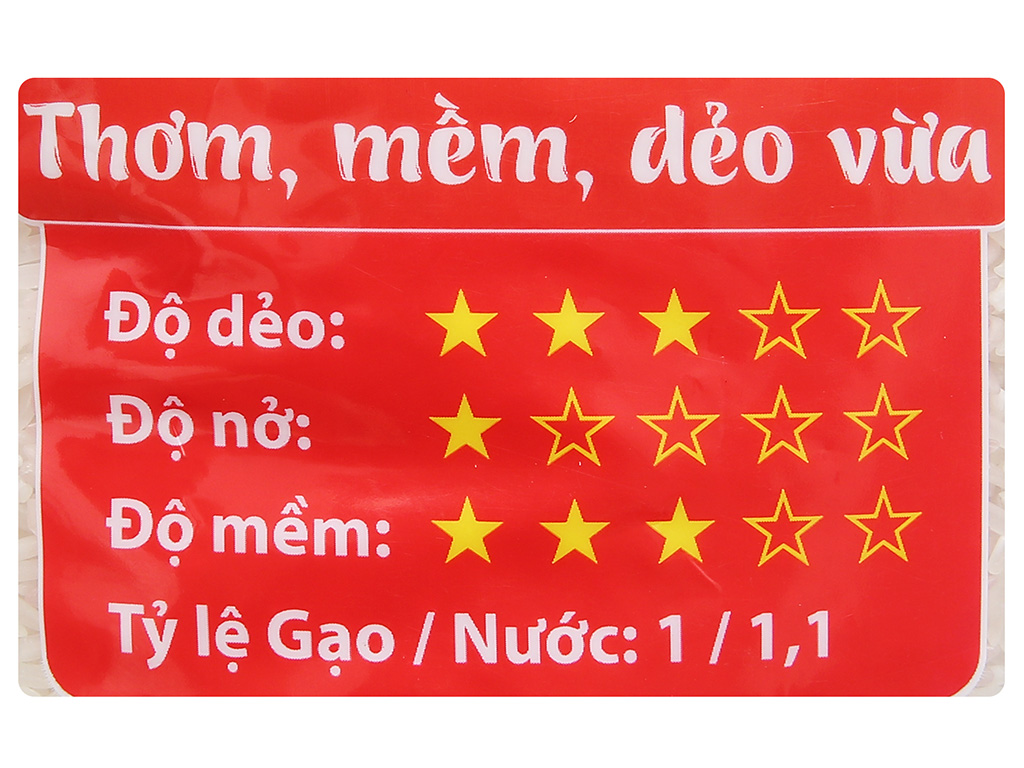 Thơm, mềm, dẻo vừa
Độ dẻo: ★★★☆☆
Độ nở: ★☆☆☆☆
Độ mềm: ★★★☆☆
Tỷ lệ Gạo / Nước: 1 / 1,1